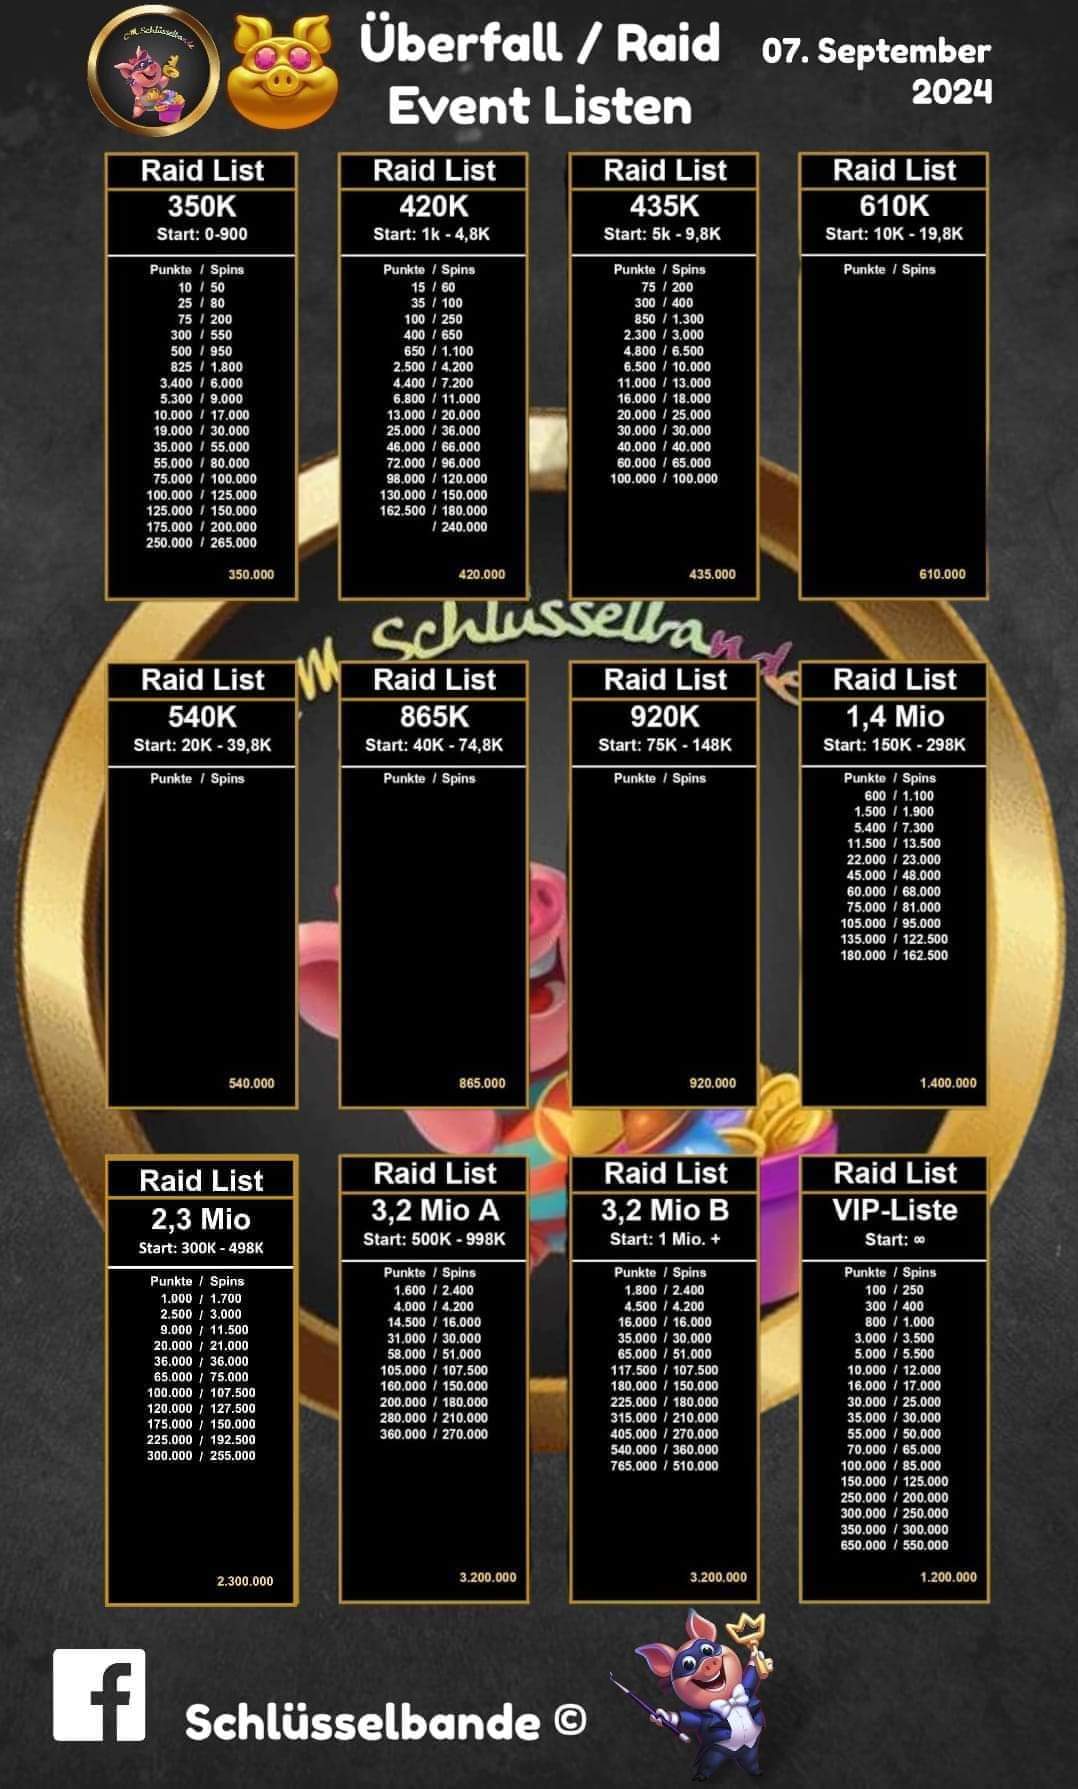 CM Schlüsselbande
Überfall / Raid
Event Listen
07. September
2024
Raid List
350K
Start: 0-900
Punkte / Spins
10 / 50
25 / 80
75 / 200
300 / 550
500 / 950
825 / 1.800
3.400 / 6.000
5.300 / 9.000
10.000 / 17.000
19.000 / 30.000
35.000 / 55.000
55.000 / 80.000
75.000 / 100.000
100.000 / 125.000
125.000 / 150.000
175.000 / 200.000
250.000 / 265.000
350.000
Raid List
420K
Start: 1k - 4,8K
Punkte / Spins
15 / 60
35 / 100
100 / 250
400 / 650
650 / 1.100
2.500 / 4.200
4.400 / 7.200
6.800 / 11.000
13.000 / 20.000
25.000 / 36.000
46.000 / 66.000
72.000 / 96.000
98.000 / 120.000
130.000 / 150.000
162.500 / 180.000
/ 240.000
420.000
Raid List
435K
Start: 5k - 9,8K
Punkte / Spins
75 / 200
300 / 400
850 / 1.300
2.300 / 3.000
4.800 / 6.500
6.500 / 10.000
11.000 / 13.000
16.000 / 18.000
20.000 / 25.000
30.000 / 30.000
40.000 / 40.000
60.000 / 65.000
100.000 / 100.000
435.000
Raid List
610K
Start: 10K - 19,8K
Punkte / Spins
610.000
M Schlüsselbande
Raid List
540K
Start: 20K - 39,8K
Punkte / Spins
540.000
Raid List
865K
Start: 40K - 74,8K
Punkte / Spins
865.000
Raid List
920K
Start: 75K - 148K
Punkte / Spins
920.000
Raid List
1,4 Mio
Start: 150K - 298K
Punkte / Spins
600 / 1.100
1.500 / 1.900
5.400 / 7.300
11.500 / 13.500
22.000 / 23.000
45.000 / 48.000
60.000 / 68.000
75.000 / 81.000
105.000 / 95.000
135.000 / 122.500
180.000 / 162.500
1.400.000
Raid List
2,3 Mio
Start: 300K - 498K
Punkte / Spins
1.000 / 1.700
2.500 / 3.000
9.000 / 11.500
20.000 / 21.000
36.000 / 36.000
65.000 / 75.000
100.000 / 107.500
120.000 / 127.500
175.000 / 150.000
225.000 / 192.500
300.000 / 255.000
2.300.000
Raid List
3,2 Mio A
Start: 500K - 998K
Punkte / Spins
1.600 / 2.400
4.000 / 4.200
14.500 / 16.000
31.000 / 30.000
58.000 / 51.000
105.000 / 107.500
160.000 / 150.000
200.000 / 180.000
280.000 / 210.000
360.000 / 270.000
3.200.000
Raid List
3,2 Mio B
Start: 1 Mio. +
Punkte / Spins
1.800 / 2.400
4.500 / 4.200
16.000 / 16.000
35.000 / 30.000
65.000 / 51.000
117.500 / 107.500
180.000 / 150.000
225.000 / 180.000
315.000 / 210.000
405.000 / 270.000
540.000 / 360.000
765.000 / 510.000
3.200.000
Raid List
VIP-Liste
Start: ∞
Punkte / Spins
100 / 250
300 / 400
800 / 1.000
3.000 / 3.500
5.000 / 5.500
10.000 / 12.000
16.000 / 17.000
30.000 / 25.000
35.000 / 30.000
55.000 / 50.000
70.000 / 65.000
100.000 / 85.000
150.000 / 125.000
250.000 / 200.000
300.000 / 250.000
350.000 / 300.000
650.000 / 550.000
1.200.000
f
Schlüsselbande ©